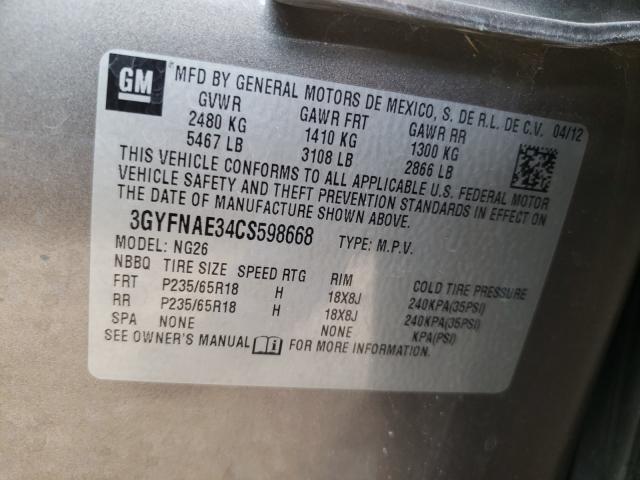 GM
MFD BY GENERAL MOTORS DE MEXICO, S. DE R.L. DE C.V. 04/12
GVWR GAWR FRT GAWR RR
2480 KG 1410 KG 1300 KG
5467 LB 3108 LB 2866 LB
THIS VEHICLE CONFORMS TO ALL APPLICABLE U.S. FEDERAL MOTOR
VEHICLE SAFETY AND THEFT PREVENTION STANDARDS IN EFFECT ON
THE DATE OF MANUFACTURE SHOWN ABOVE.
3GYFNAE34CS598668 TYPE: M.P.V.
MODEL: NG26
NBBQ TIRE SIZE SPEED RTG RIM COLD TIRE PRESSURE
FRT P235/65R18 H 18X8J 240KPA(35PSI)
RR P235/65R18 H 18X8J 240KPA(35PSI)
SPA NONE NONE KPA(PSI)
SEE OWNER'S MANUAL i FOR MORE INFORMATION.